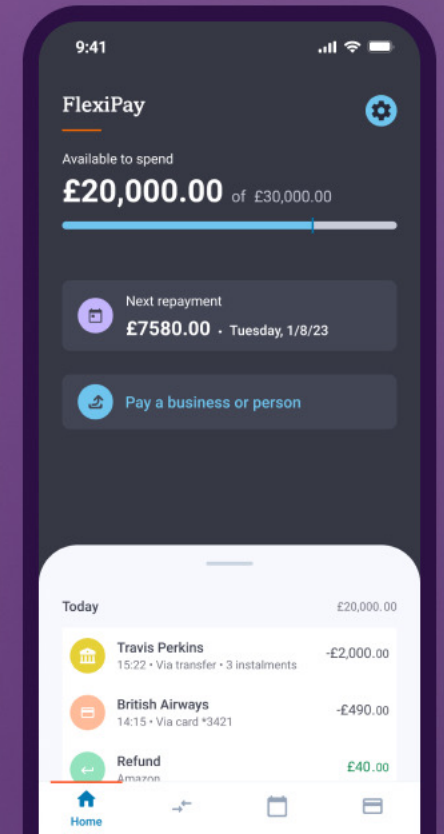 9:41
FlexiPay
Available to spend
£20,000.00 of £30,000.00
Next repayment
£7580.00 · Tuesday, 1/8/23
Pay a business or person
Today £20,000.00
Travis Perkins -£2,000.00
15:22 • Via transfer • 3 instalments
British Airways -£490.00
14:15 • Via card *3421
Refund £40.00
Amazon
Home